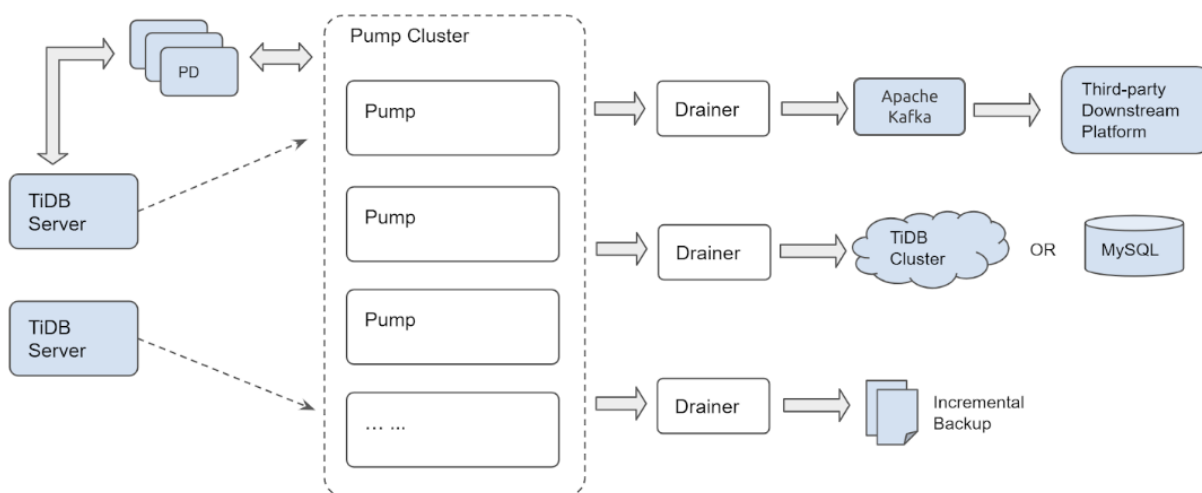 PD
TiDB
Server
TiDB
Server
Pump Cluster
Pump
Pump
Pump
... ...
Drainer
Apache
Kafka
Third-party
Downstream
Platform
Drainer
TiDB
Cluster
OR
MySQL
Drainer
Incremental
Backup